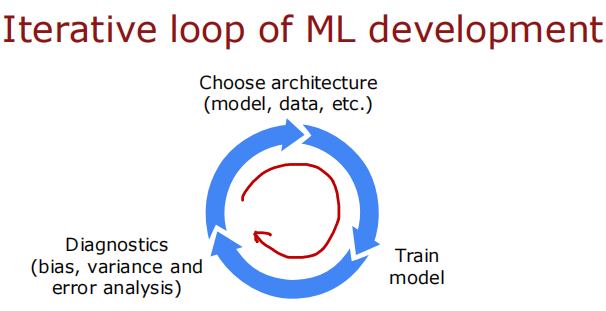 Iterative loop of ML development
Choose architecture
(model, data, etc.)
Train
model
Diagnostics
(bias, variance and
error analysis)